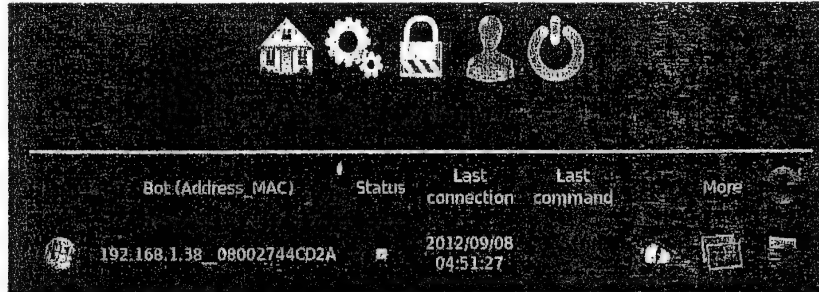 Bot (Address_MAC) Status Last connection Last command More
192.168.1.38__08002744CD2A 2012/09/08 04:51:27